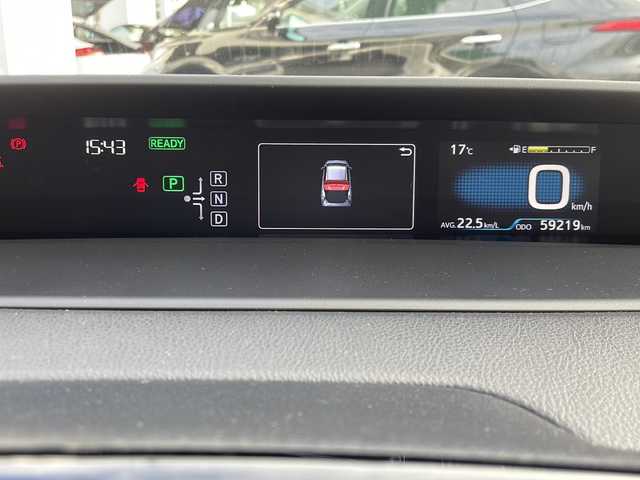 (P)
15:43
READY
P
R
N
D
17°C
E F
0
km/h
AVG. 22.5 km/L
ODO 59219 km